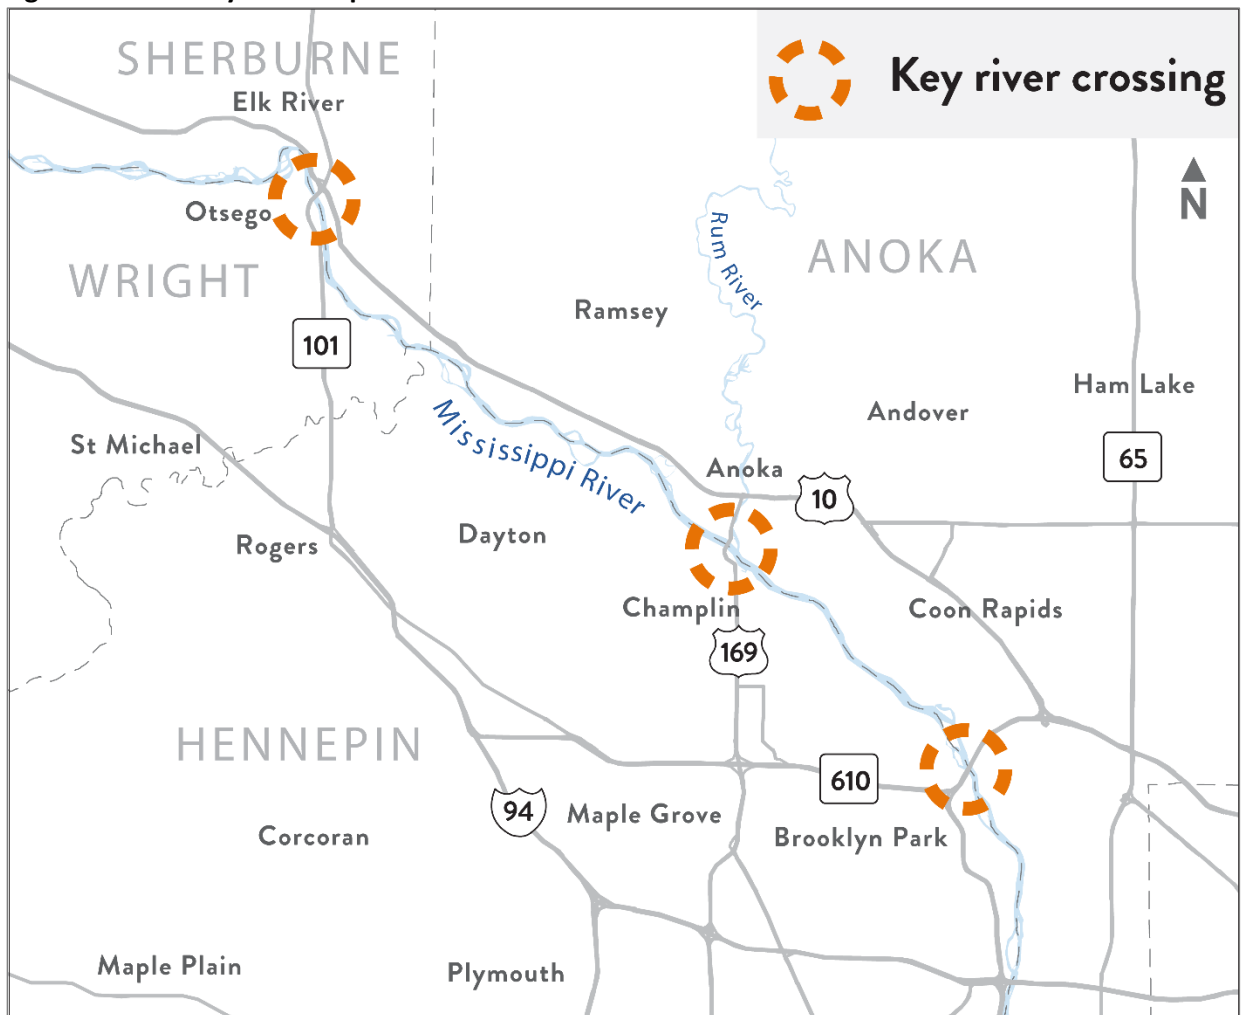 SHERBURNE
Elk River
Key river crossing
N
Otsego
Rum River
WRIGHT
ANOKA
Ramsey
101
Ham Lake
Andover
Mississippi River
St Michael
65
Anoka
10
Rogers
Dayton
Champlin
Coon Rapids
169
HENNEPIN
610
94
Maple Grove
Corcoran
Brooklyn Park
Maple Plain
Plymouth